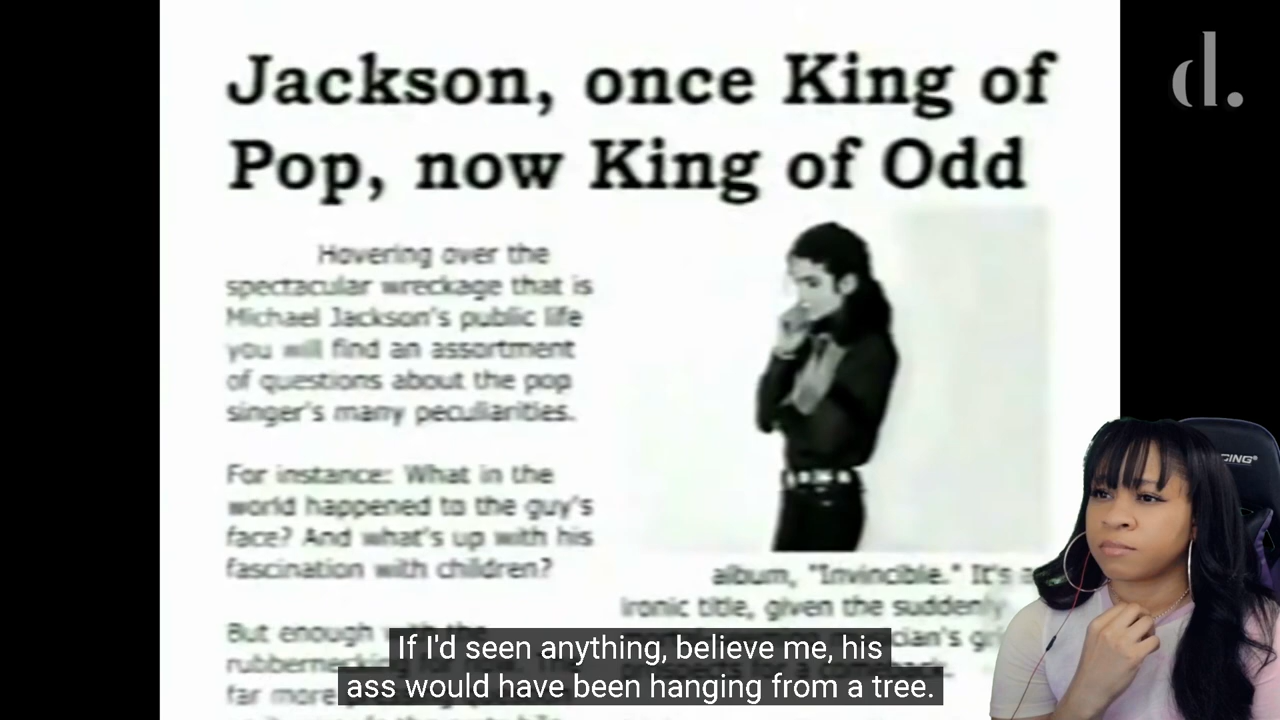 Jackson, once King of
Pop, now King of Odd
d.
Hovering over the
spectacular wreckage that is
Michael Jackson's public life
you will find an assortment
of questions about the pop
singer's many peculiarities.
For instance: What in the
world happened to the guy's
face? And what's up with his
fascination with children?
But enough
far more
album, "Invincible." It's
ironic title, given the suddenly
If I'd seen anything, believe me, his
ass would have been hanging from a tree.